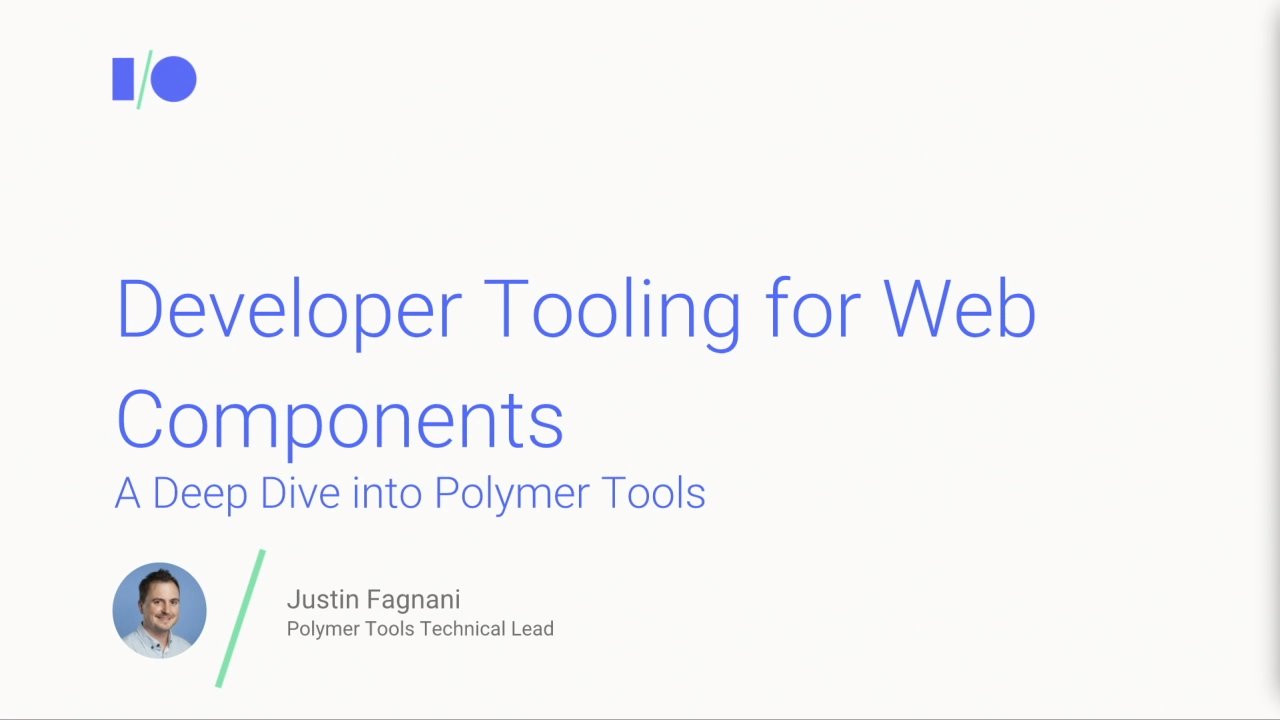 I/O
Developer Tooling for Web
Components
A Deep Dive into Polymer Tools
Justin Fagnani
Polymer Tools Technical Lead